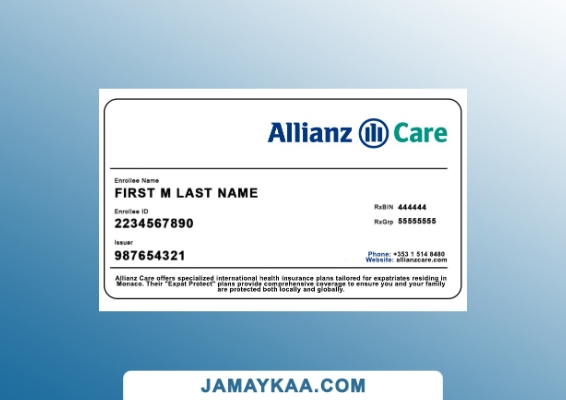 Allianz Care
Enrollee Name
FIRST M LAST NAME
Enrollee ID
2234567890
RxBIN 444444
RxGrp 55555555
Issuer
987654321
Phone: +353 1 514 8480
Website: allianzcare.com
Allianz Care offers specialized international health insurance plans tailored for expatriates residing in
Monaco. Their "Expat Protect" plans provide comprehensive coverage to ensure you and your family
are protected both locally and globally.
JAMAYKAA.COM